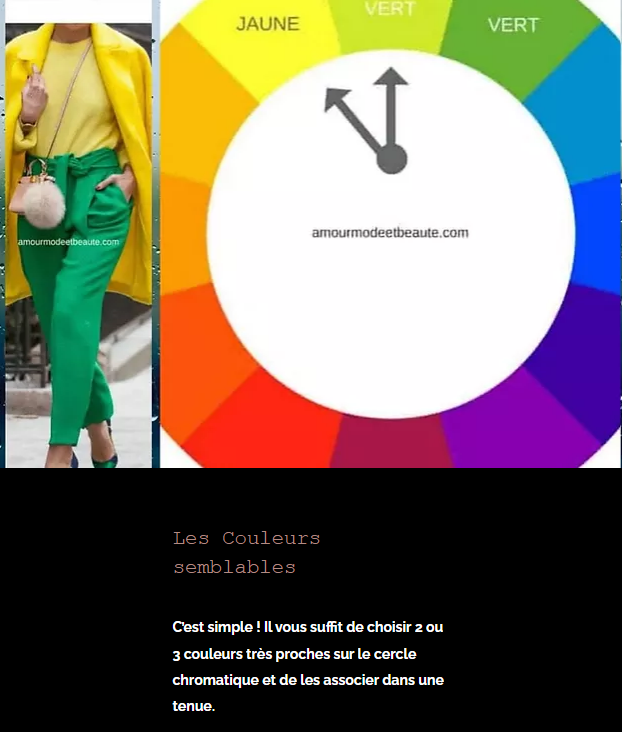 VERT
JAUNE
VERT
amourmodeetbeaute.com
amourmodeetbeaute.com
Les Couleurs
semblables
C'est simple ! Il vous suffit de choisir 2 ou
3 couleurs très proches sur le cercle
chromatique et de les associer dans une
tenue.